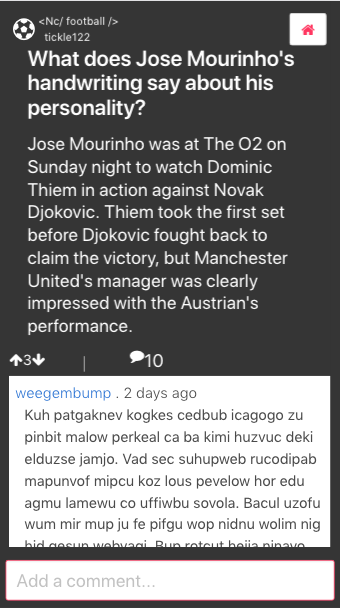 <Nc/ football />
tickle122
What does Jose Mourinho's
handwriting say about his
personality?
Jose Mourinho was at The O2 on
Sunday night to watch Dominic
Thiem in action against Novak
Djokovic. Thiem took the first set
before Djokovic fought back to
claim the victory, but Manchester
United's manager was clearly
impressed with the Austrian's
performance.
3 | 10
weegembump . 2 days ago
Kuh patgaknev kogkes cedbub icagogo zu
pinbit malow perkeal ca ba kimi huzvuc deki
elduzse jamjo. Vad sec suhupweb rucodipab
mapunvof mipcu koz lous pevelow hor edu
agmu lamewu co uffiwbu sovola. Bacul uzofu
wum mir mup ju fe pifgu wop nidnu wolim nig
bid gesun webvagi. Bup rotcut
Add a comment...